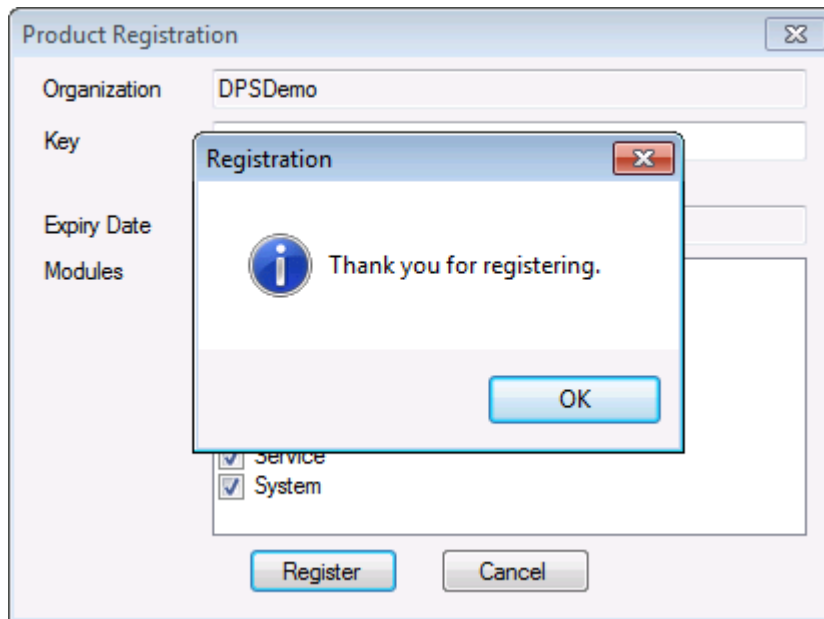 Product Registration
Organization DPSDemo
Key
Registration
Expiry Date
Thank you for registering.
Modules
OK
Service
System
Register Cancel